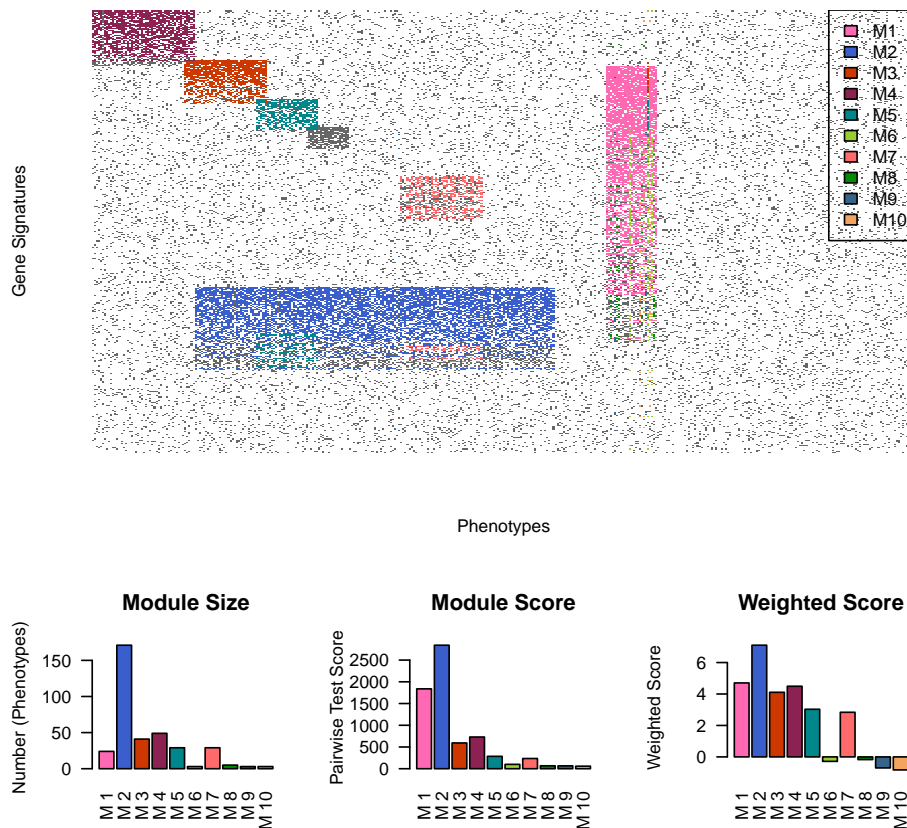 Gene Signatures
M1
M2
M3
M4
M5
M6
M7
M8
M9
M10
Phenotypes
Module Size
Number (Phenotypes)
150
100
50
0
M 1
M 2
M 3
M 4
M 5
M 6
M 7
M 8
M 9
M 10
Module Score
Pairwise Test Score
2500
2000
1500
1000
500
0
M 1
M 2
M 3
M 4
M 5
M 6
M 7
M 8
M 9
M 10
Weighted Score
Weighted Score
6
4
2
0
M 1
M 2
M 3
M 4
M 5
M 6
M 7
M 8
M 9
M 10